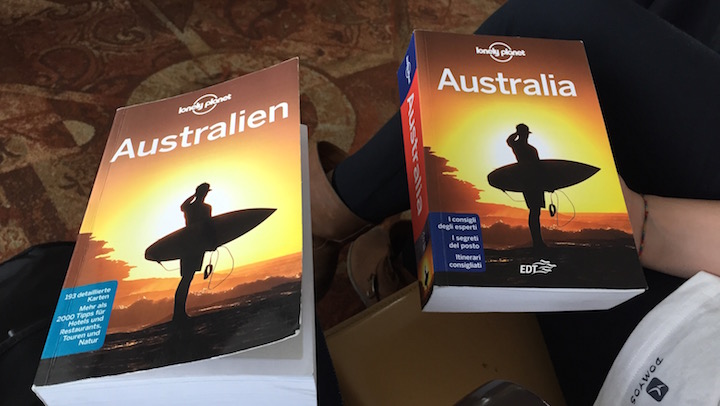 lonely planet
Australien
193 detaillierte
Karten
Mehr als
2000 Tipps für
Hotels und
Restaurants,
Touren und
Natur
lonely planet
Australia
Australia
I consigli
degli esperti
I segreti
del posto
Itinerari
consigliati
EDT
DOMYOS